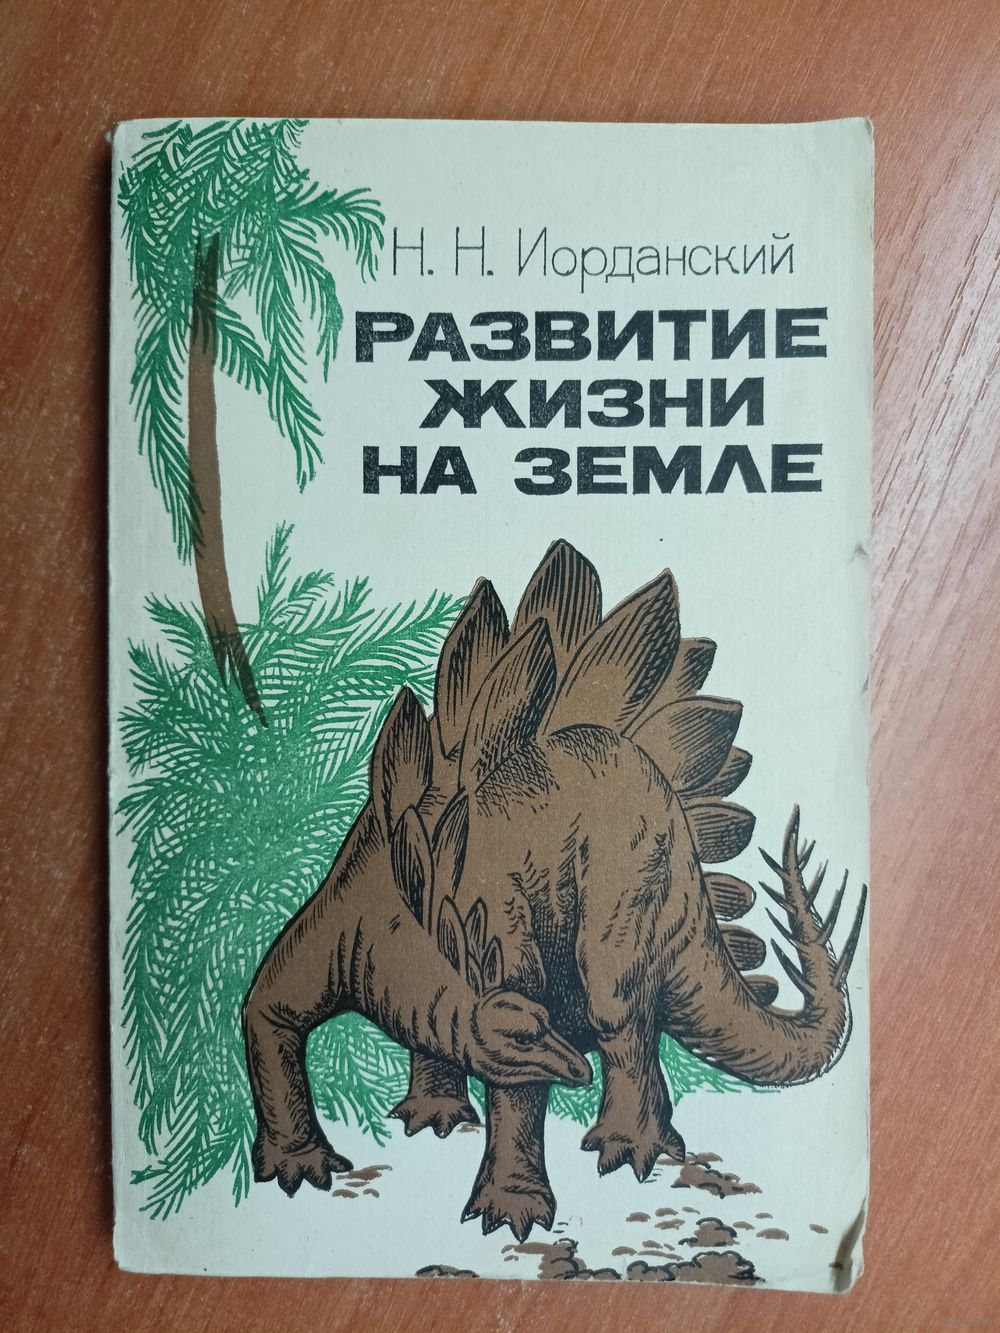 Н. Н. Иорданский
РАЗВИТИЕ
ЖИЗНИ
НА ЗЕМЛЕ